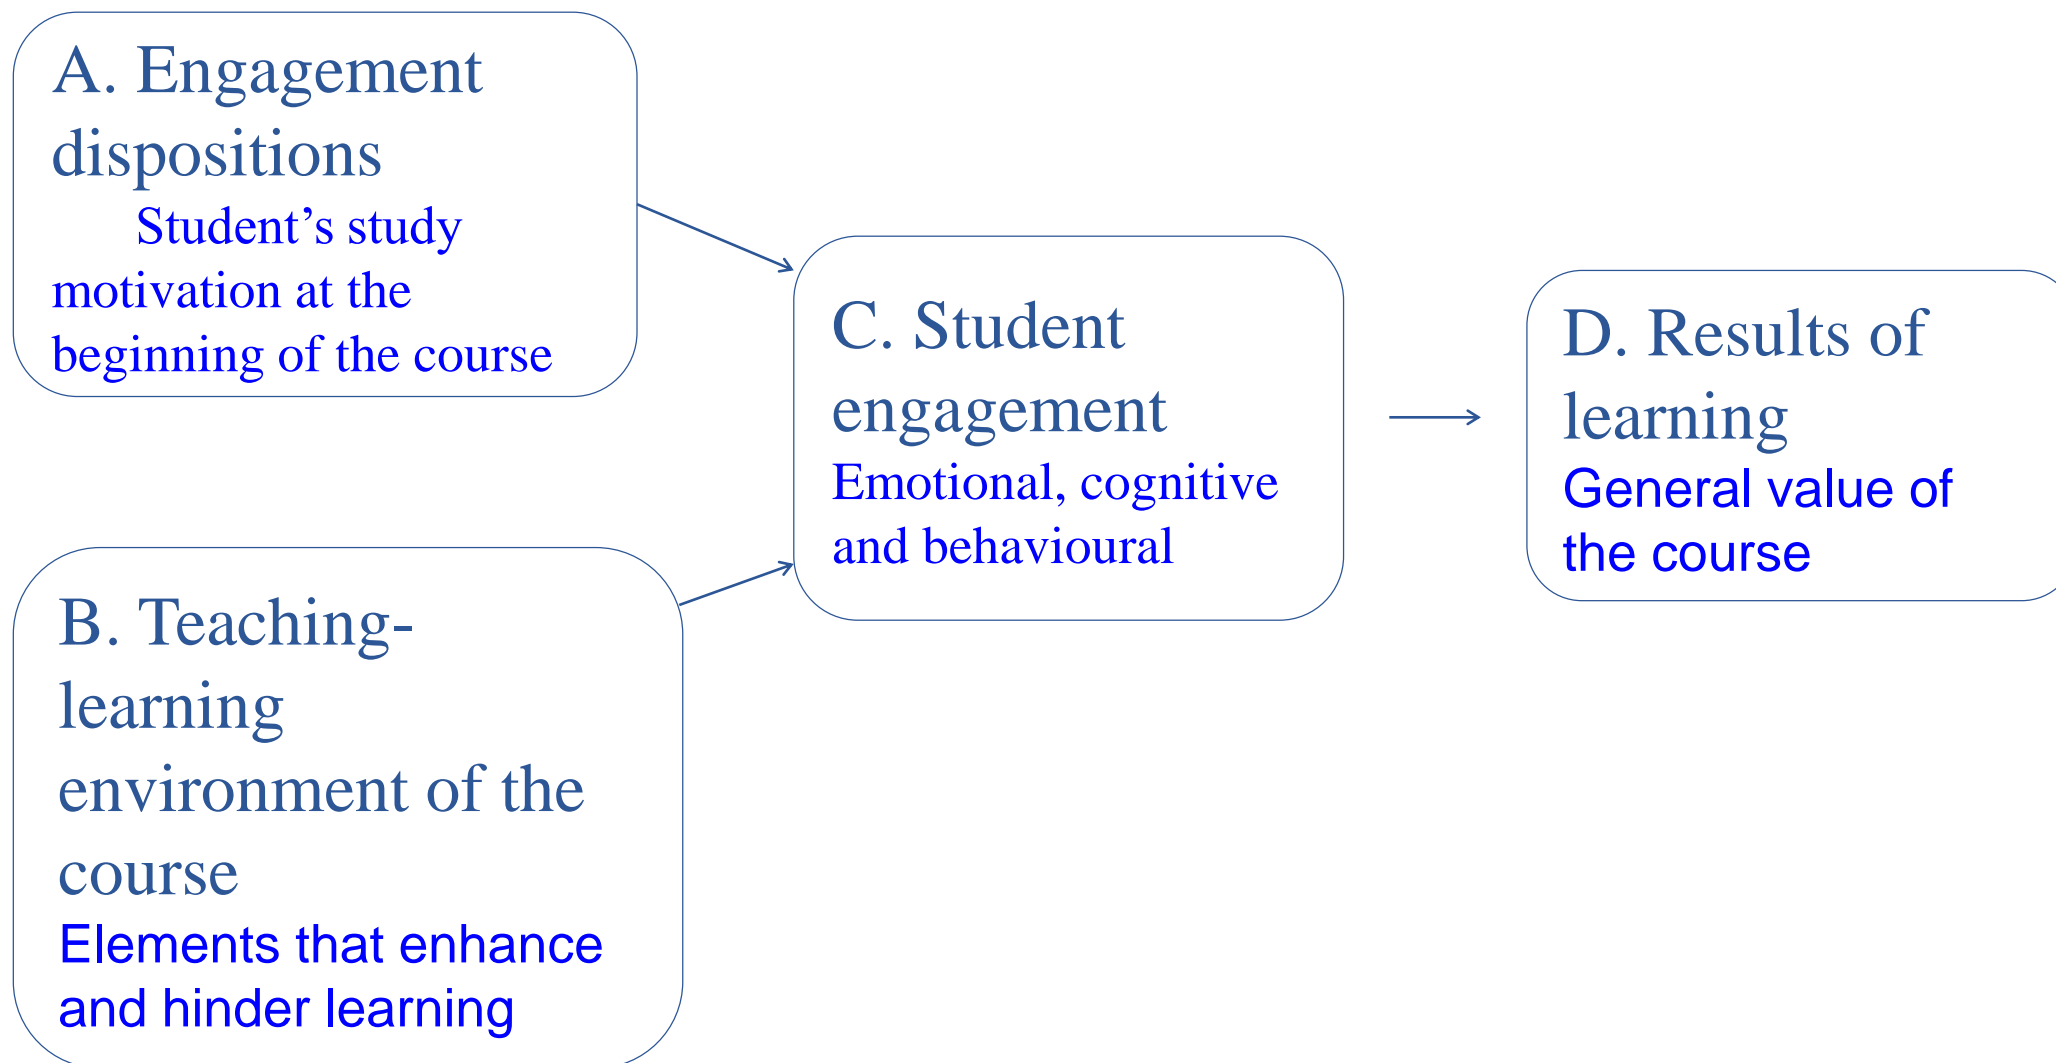 A. Engagement
dispositions
Student’s study
motivation at the
beginning of the course
B. Teaching-
learning
environment of the
course
Elements that enhance
and hinder learning
C. Student
engagement
Emotional, cognitive
and behavioural
D. Results of
learning
General value of
the course